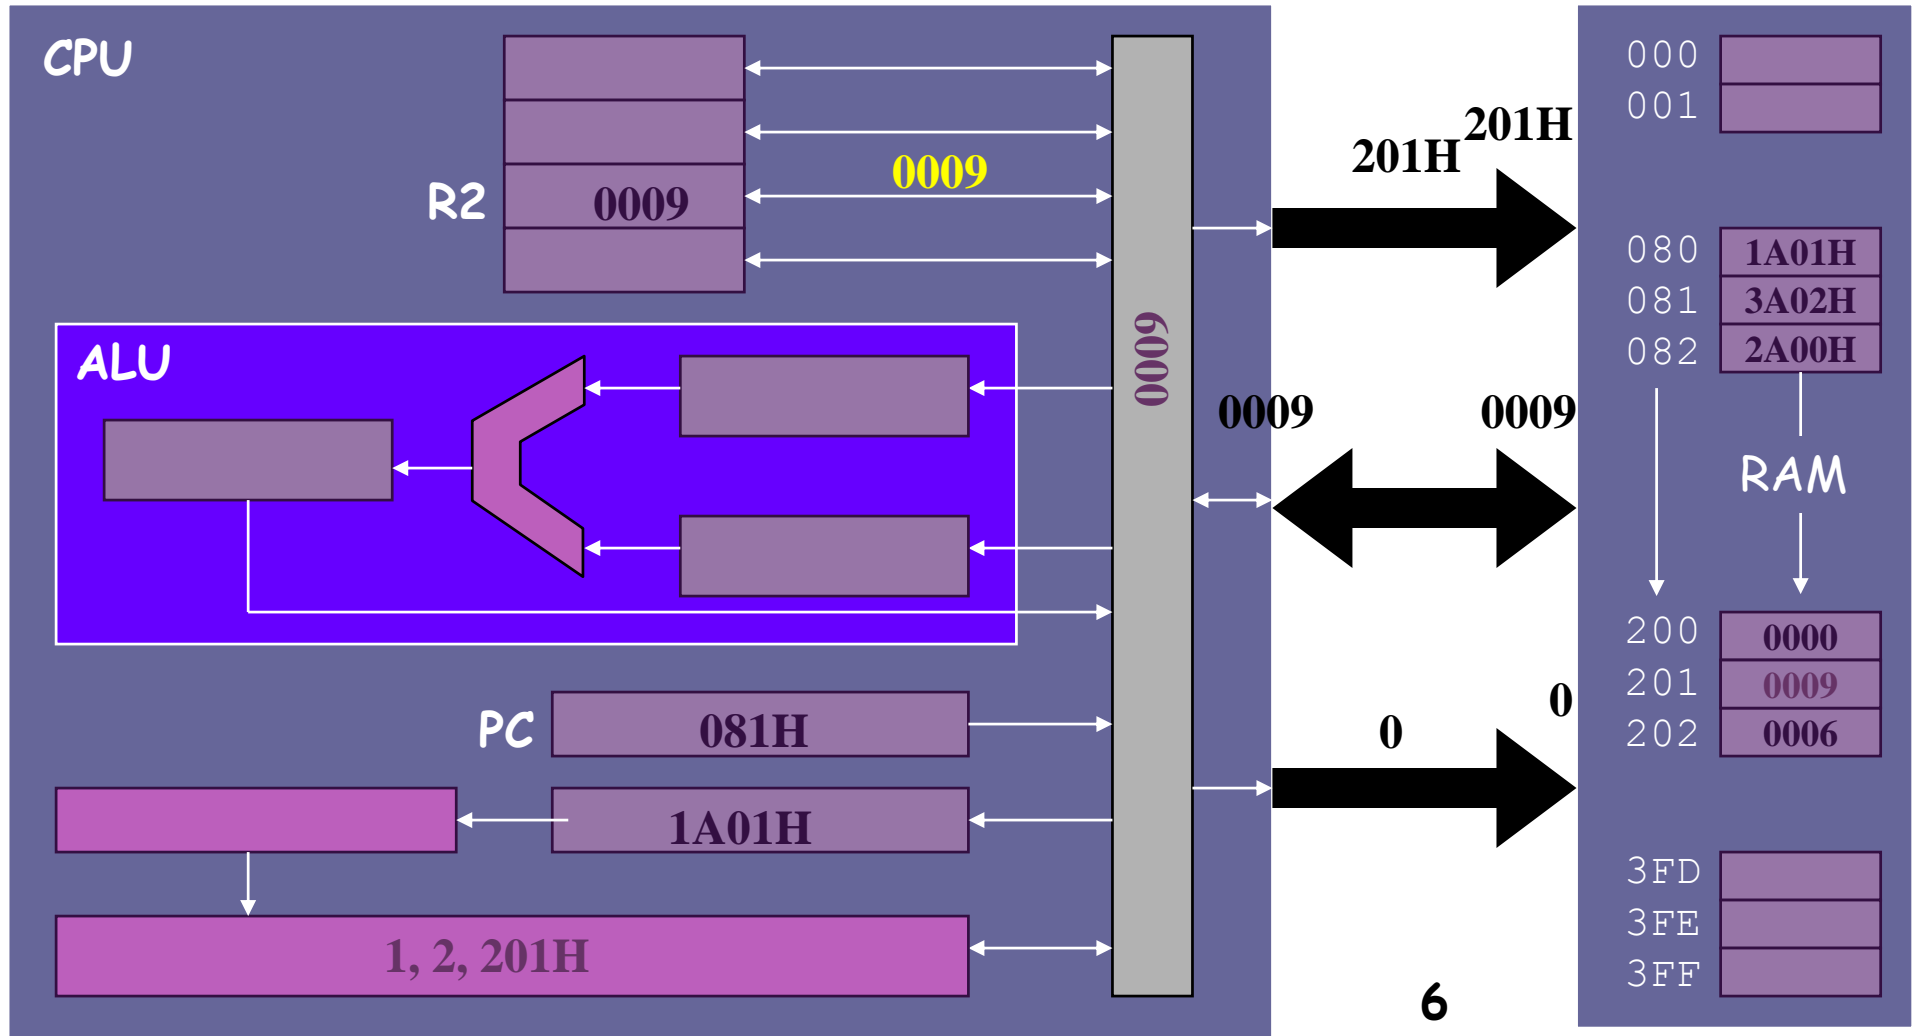 CPU
R2
0009
0009
ALU
0009
PC
081H
1A01H
1, 2, 201H
201H
201H
0009
0009
0
0
6
000
001
080 1A01H
081 3A02H
082 2A00H
RAM
200 0000
201 0009
202 0006
3FD
3FE
3FF